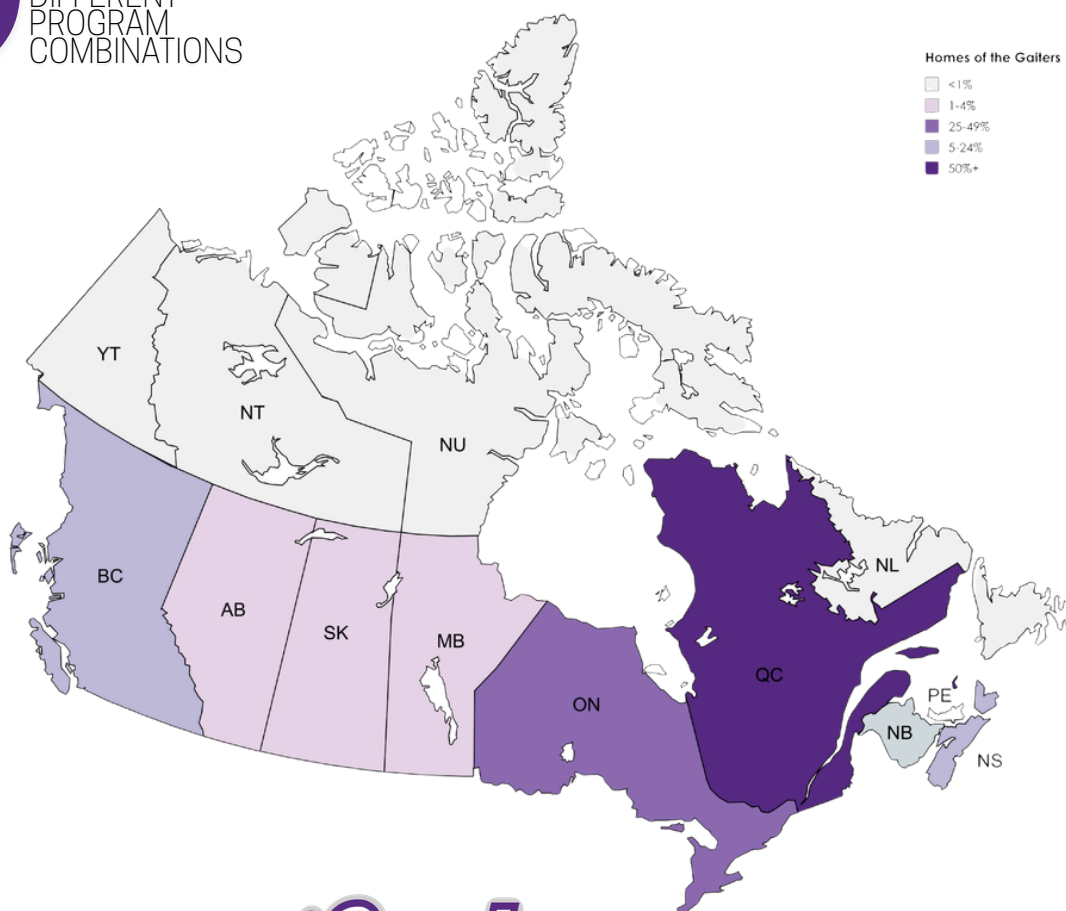 DIFFERENT
PROGRAM
COMBINATIONS
Homes of the Gaiters
<1%
1-4%
25-49%
5-24%
50%+
YT
NT
NU
BC
AB
SK
MB
ON
QC
NL
PE
NB
NS